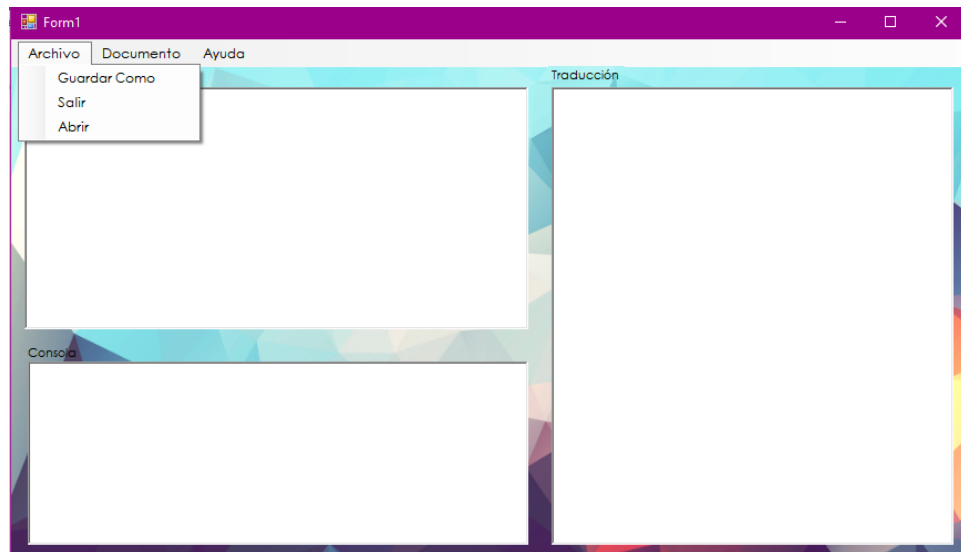 Form1
Archivo Documento Ayuda
Guardar Como
Salir
Abrir
Traducción
Consola